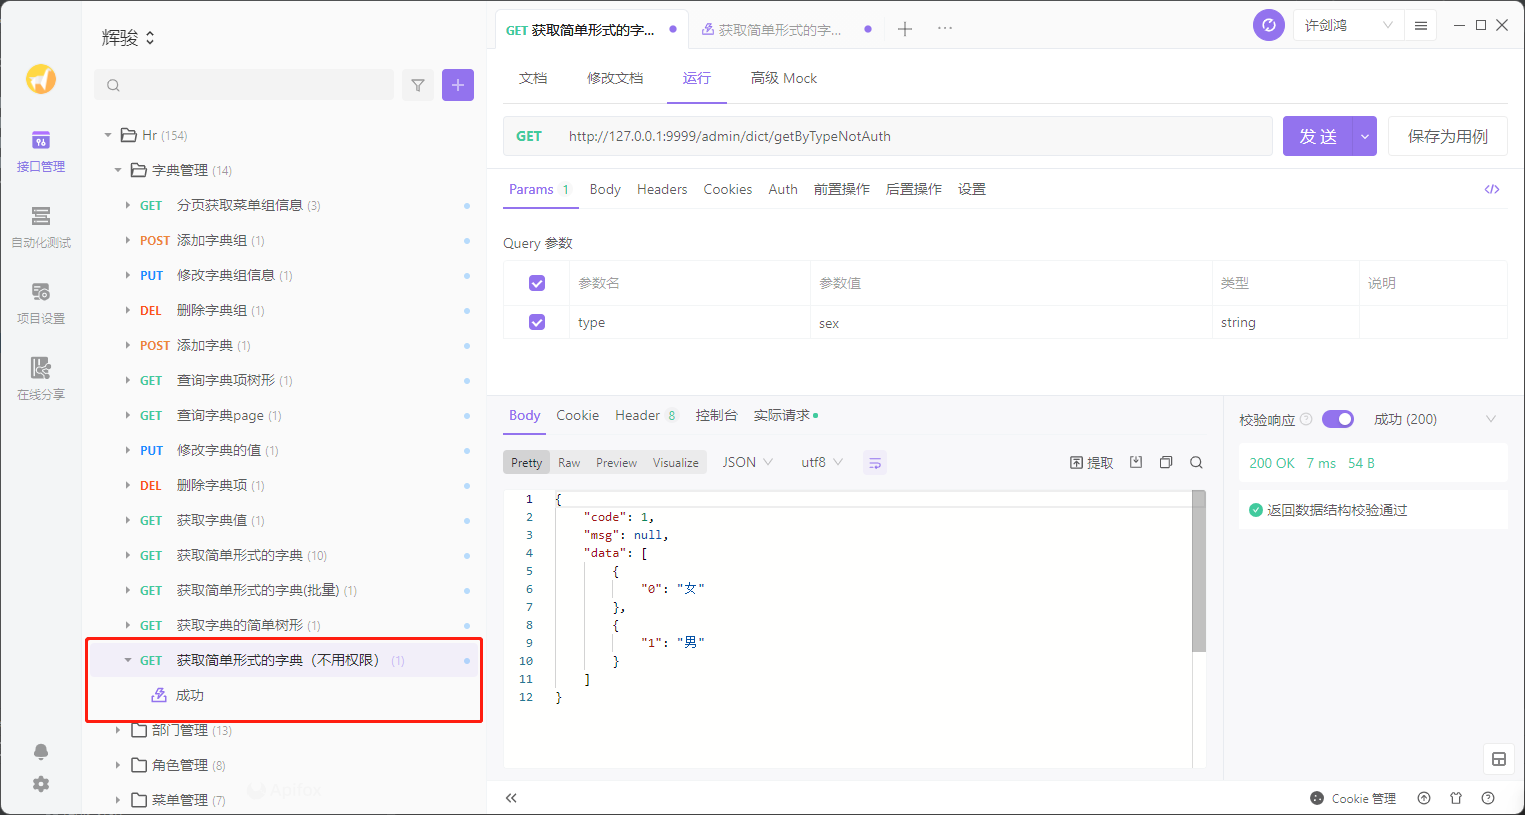 辉骏
接口管理
自动化测试
项目设置
在线分享
Hr (154)
字典管理 (14)
GET 分页获取菜单组信息 (3)
POST 添加字典组 (1)
PUT 修改字典组信息 (1)
DEL 删除字典组 (1)
POST 添加字典 (1)
GET 查询字典项树形 (1)
GET 查询字典page (1)
PUT 修改字典的值 (1)
DEL 删除字典项 (1)
GET 获取字典值 (1)
GET 获取简单形式的字典 (10)
GET 获取简单形式的字典(批量) (1)
GET 获取字典的简单树形 (1)
GET 获取简单形式的字典（不用权限） (1)
成功
部门管理 (13)
角色管理 (8)
菜单管理 (7)
Apifox
GET 获取简单形式的字... 获取简单形式的字... + ···
许剑鸿
文档 修改文档 运行 高级 Mock
GET http://127.0.0.1:9999/admin/dict/getByTypeNotAuth
发 送 保存为用例
Params 1 Body Headers Cookies Auth 前置操作 后置操作 设置 </>
Query 参数
参数名 参数值 类型 说明
type sex string
Body Cookie Header 8 控制台 实际请求
Pretty Raw Preview Visualize JSON utf8 提取
1 {
2 "code": 1,
3 "msg": null,
4 "data": [
5 {
6 "0": "女"
7 },
8 {
9 "1": "男"
10 }
11 ]
12 }
校验响应 成功 (200)
200 OK 7 ms 54 B
返回数据结构校验通过
Cookie 管理